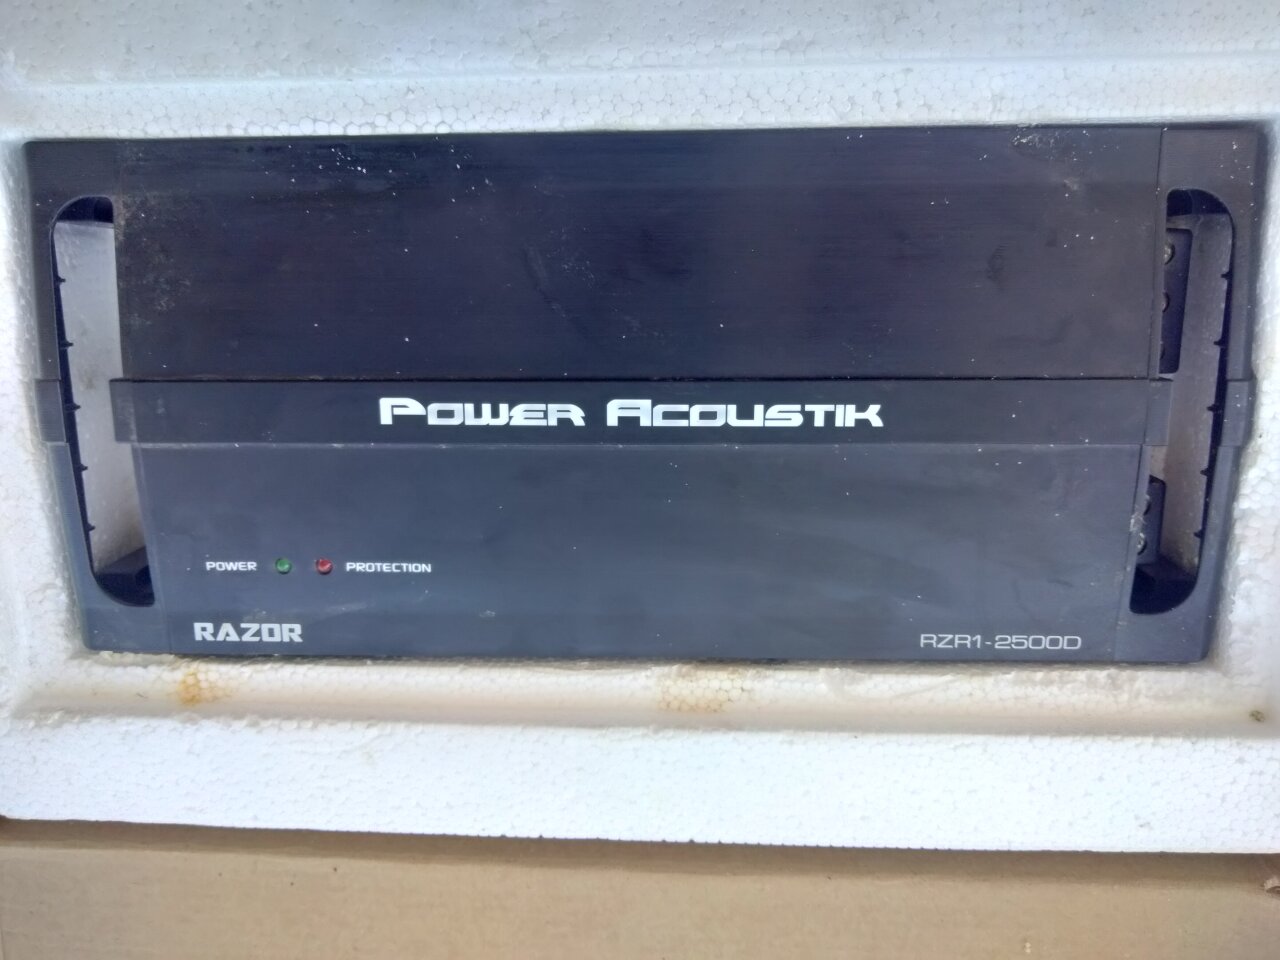 POWER ACOUSTIK
POWER PROTECTION
RAZOR RZR1-2500D